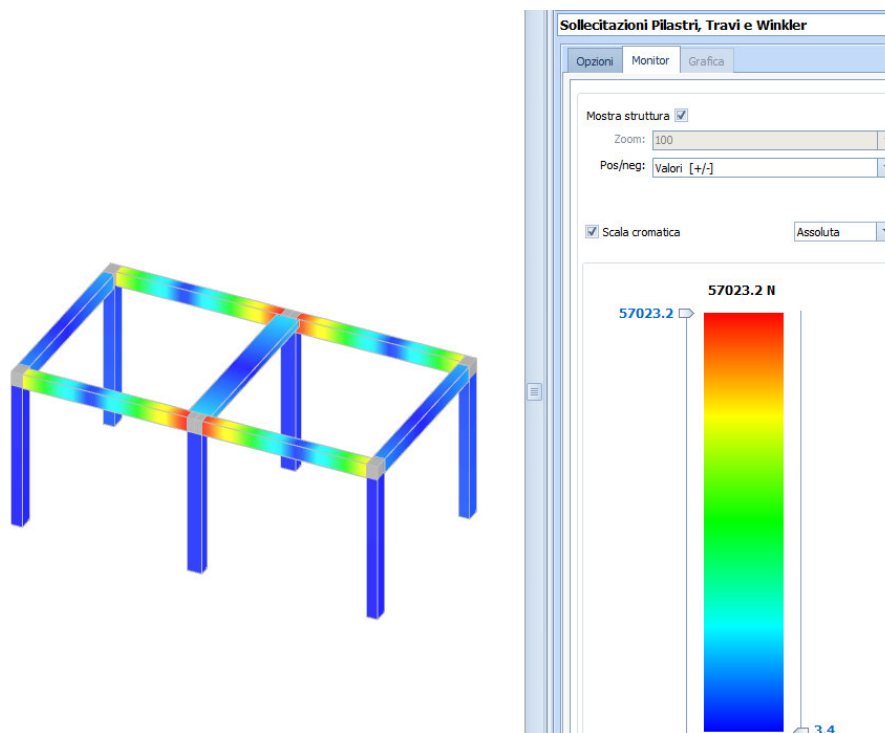 Sollecitazioni Pilastri, Travi e Winkler
Opzioni Monitor Grafica
Mostra struttura
Zoom: 100
Pos/neg: Valori [+/-]
Scala cromatica Assoluta
57023.2 N
57023.2
3.4